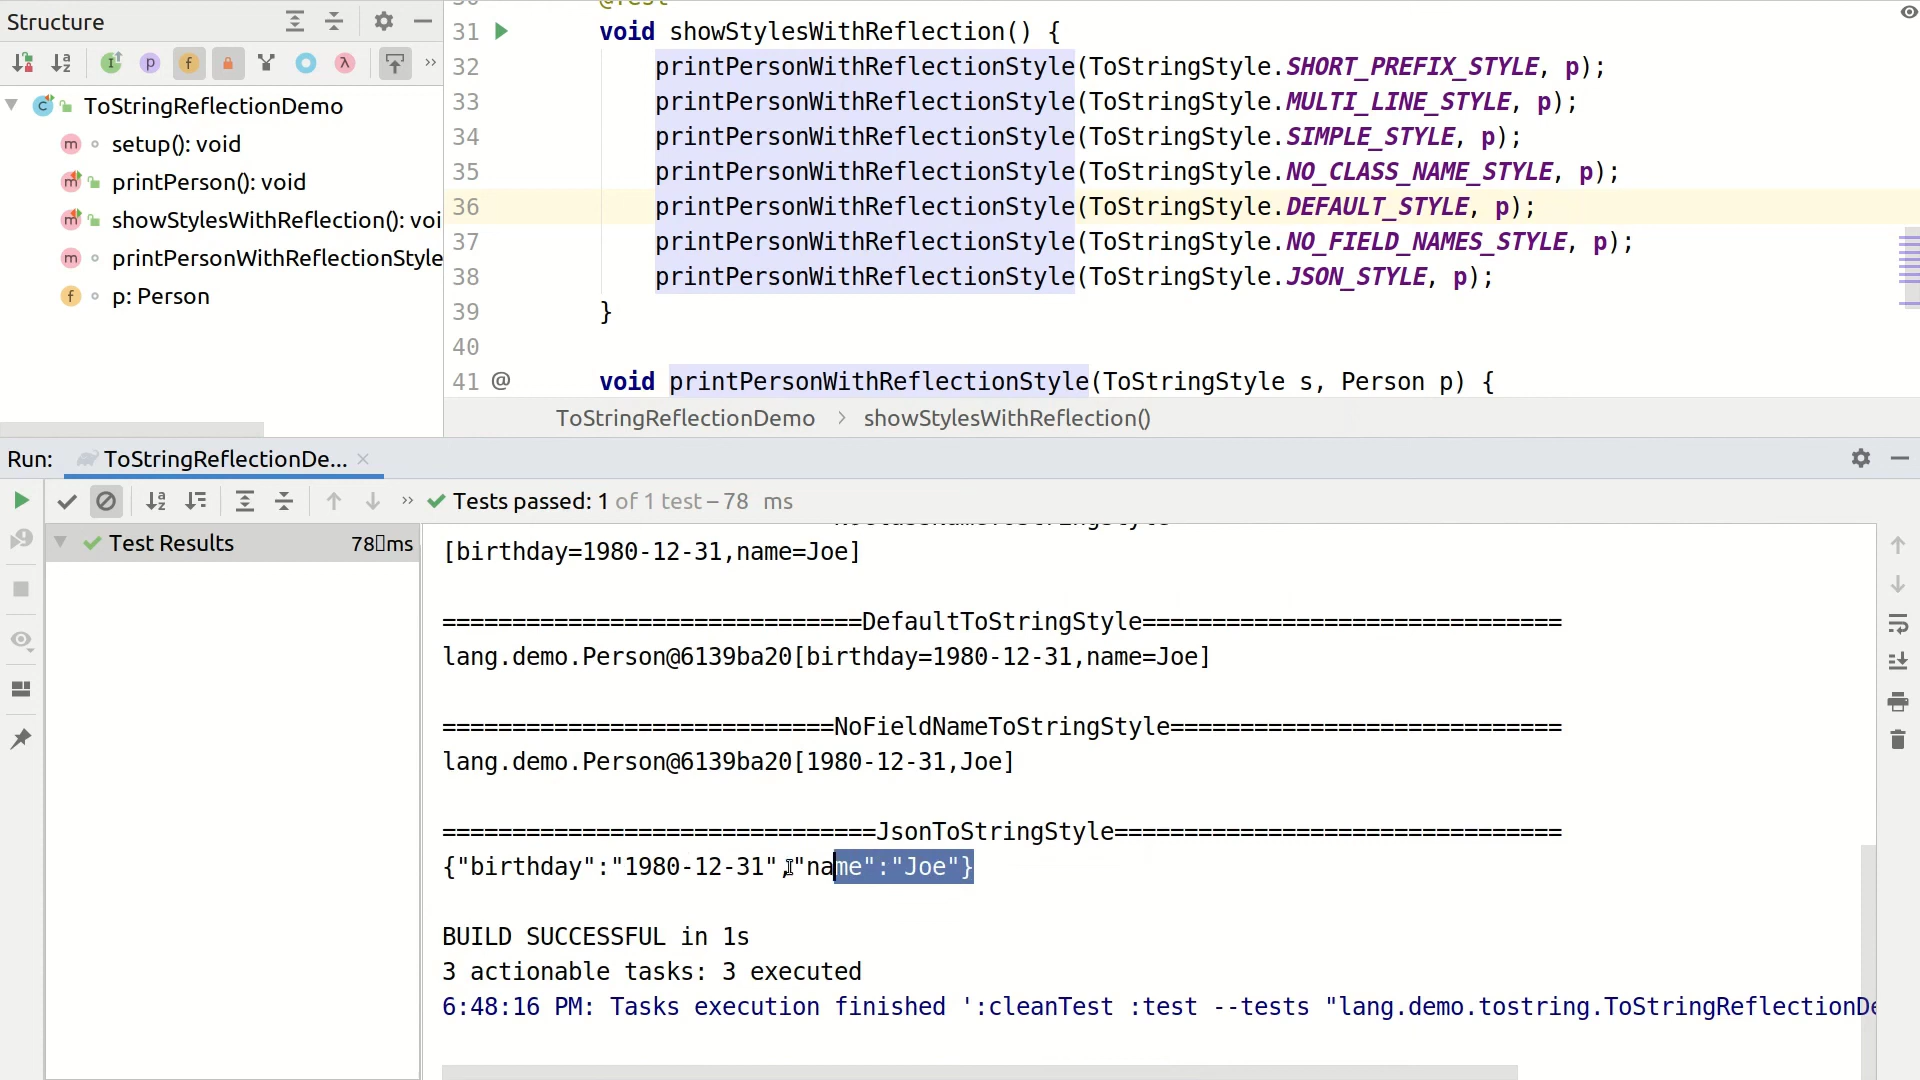 Structure
ToStringReflectionDemo
setup(): void
printPerson(): void
showStylesWithReflection(): voi
printPersonWithReflectionStyle
p: Person
@Test
31 void showStylesWithReflection() {
32 printPersonWithReflectionStyle(ToStringStyle.SHORT_PREFIX_STYLE, p);
33 printPersonWithReflectionStyle(ToStringStyle.MULTI_LINE_STYLE, p);
34 printPersonWithReflectionStyle(ToStringStyle.SIMPLE_STYLE, p);
35 printPersonWithReflectionStyle(ToStringStyle.NO_CLASS_NAME_STYLE, p);
36 printPersonWithReflectionStyle(ToStringStyle.DEFAULT_STYLE, p);
37 printPersonWithReflectionStyle(ToStringStyle.NO_FIELD_NAMES_STYLE, p);
38 printPersonWithReflectionStyle(ToStringStyle.JSON_STYLE, p);
39 }
40
41 @ void printPersonWithReflectionStyle(ToStringStyle s, Person p) {
ToStringReflectionDemo > showStylesWithReflection()
Run: ToStringReflectionDe... ×
Tests passed: 1 of 1 test – 78 ms
Test Results 78 ms
[birthday=1980-12-31,name=Joe]
==============================DefaultToStringStyle==============================
lang.demo.Person@6139ba20[birthday=1980-12-31,name=Joe]
============================NoFieldNameToStringStyle============================
lang.demo.Person@6139ba20[1980-12-31,Joe]
===============================JsonToStringStyle================================
{"birthday":"1980-12-31","name":"Joe"}
BUILD SUCCESSFUL in 1s
3 actionable tasks: 3 executed
6:48:16 PM: Tasks execution finished ':cleanTest :test --tests "lang.demo.tostring.ToStringReflectionDe